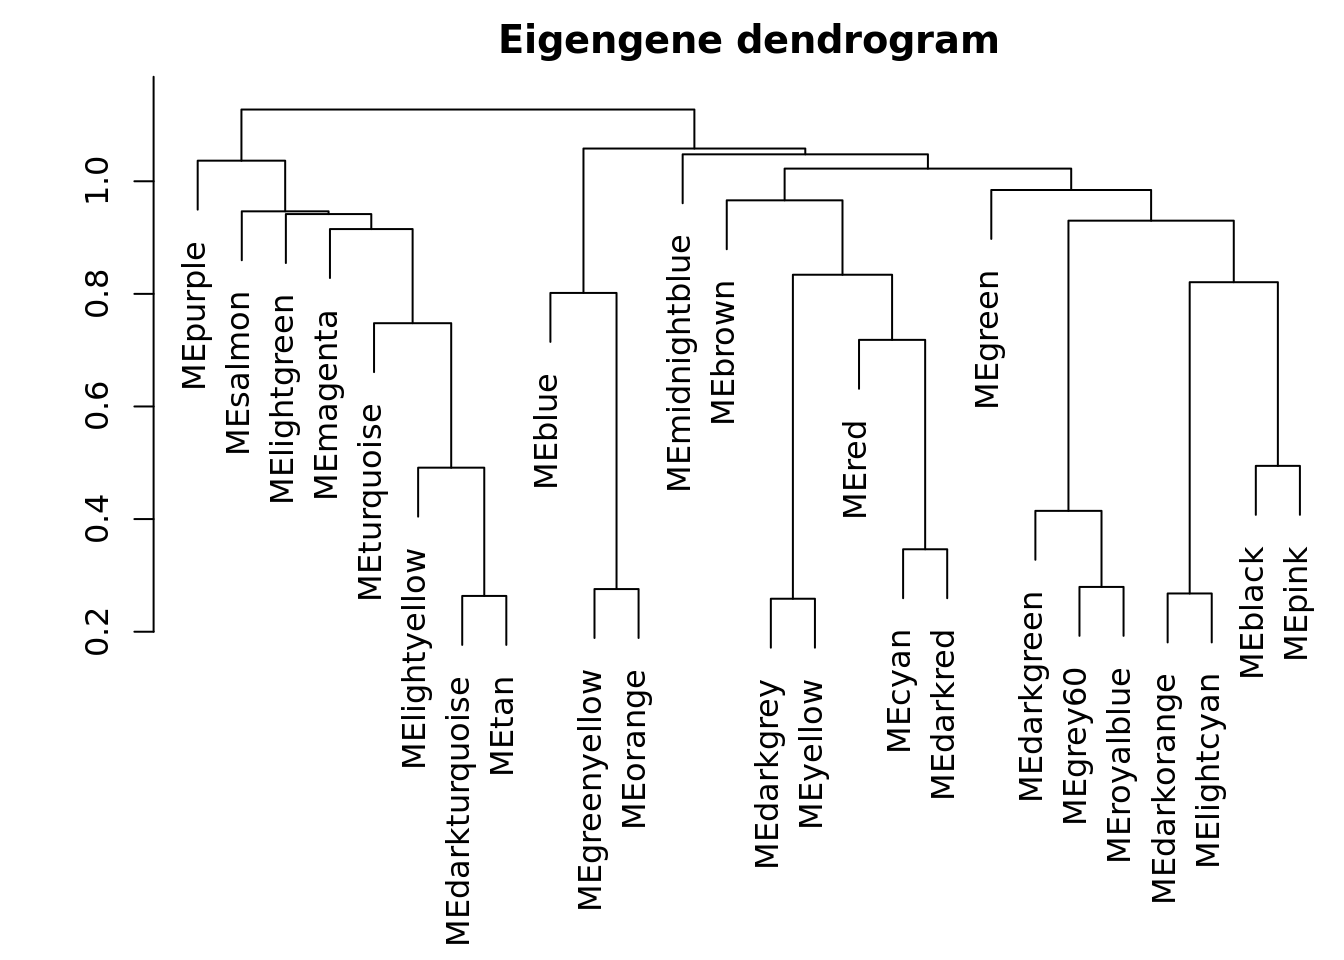 Eigengene dendrogram
1.0
0.8
0.6
0.4
0.2
MEpurple
MEsalmon
MElightgreen
MEmagenta
MEturquoise
MElightyellow
MEdarkturquoise
MEtan
MEblue
MEgreenyellow
MEorange
MEmidnightblue
MEbrown
MEdarkgrey
MEyellow
MEred
MEcyan
MEdarkred
MEgreen
MEdarkgreen
MEgrey60
MEroyalblue
MEdarkorange
MElightcyan
MEblack
MEpink